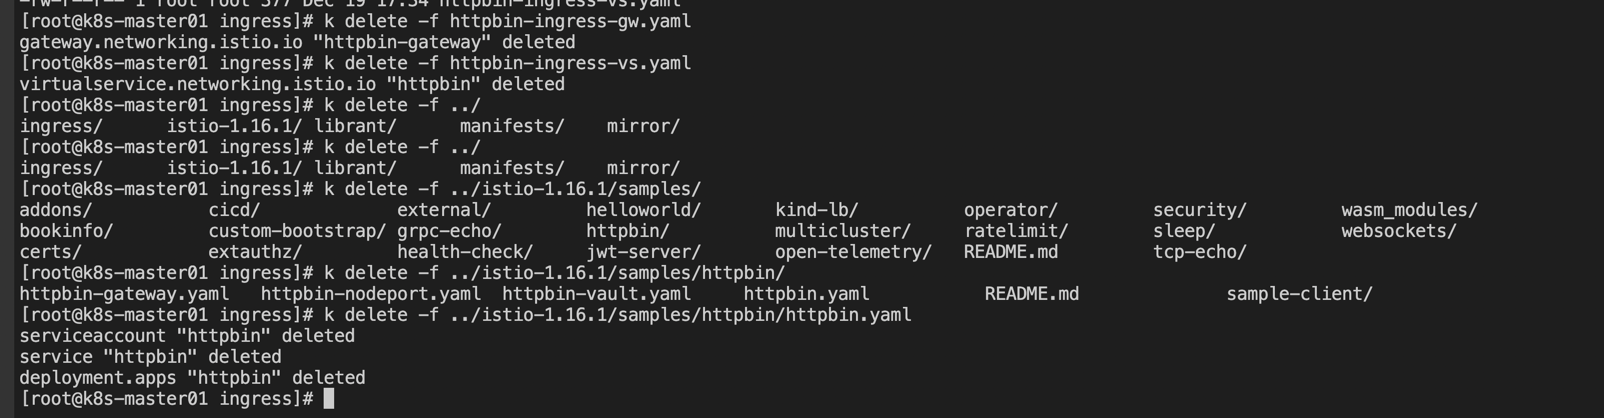 -rw-r--r-- 1 root root 377 Dec 19 17:34 httpbin-ingress-vs.yaml
[root@k8s-master01 ingress]# k delete -f httpbin-ingress-gw.yaml
gateway.networking.istio.io "httpbin-gateway" deleted
[root@k8s-master01 ingress]# k delete -f httpbin-ingress-vs.yaml
virtualservice.networking.istio.io "httpbin" deleted
[root@k8s-master01 ingress]# k delete -f ../
ingress/ istio-1.16.1/ librant/ manifests/ mirror/
[root@k8s-master01 ingress]# k delete -f ../
ingress/ istio-1.16.1/ librant/ manifests/ mirror/
[root@k8s-master01 ingress]# k delete -f ../istio-1.16.1/samples/
addons/ cicd/ external/ helloworld/ kind-lb/ operator/ security/ wasm_modules/
bookinfo/ custom-bootstrap/ grpc-echo/ httpbin/ multicluster/ ratelimit/ sleep/ websockets/
certs/ extauthz/ health-check/ jwt-server/ open-telemetry/ README.md tcp-echo/
[root@k8s-master01 ingress]# k delete -f ../istio-1.16.1/samples/httpbin/
httpbin-gateway.yaml httpbin-nodeport.yaml httpbin-vault.yaml httpbin.yaml README.md sample-client/
[root@k8s-master01 ingress]# k delete -f ../istio-1.16.1/samples/httpbin/httpbin.yaml
serviceaccount "httpbin" deleted
service "httpbin" deleted
deployment.apps "httpbin" deleted
[root@k8s-master01 ingress]#